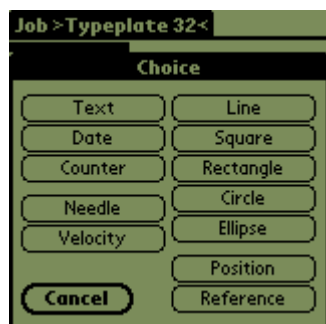 Job >Typeplate 32<
Choice
Text
Line
Date
Square
Counter
Rectangle
Needle
Circle
Velocity
Ellipse
Position
Cancel
Reference